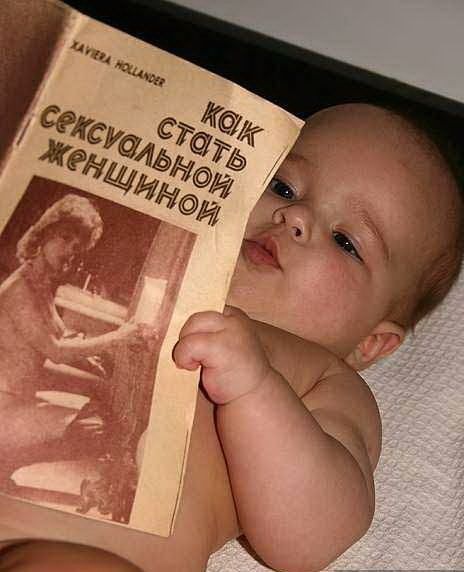 XAVIERA HOLLANDER
как
стать
сексуальной
женщиной